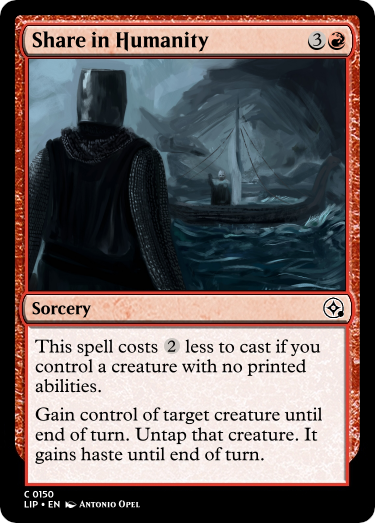 Share in Humanity 3
Sorcery
This spell costs 2 less to cast if you
control a creature with no printed
abilities.
Gain control of target creature until
end of turn. Untap that creature. It
gains haste until end of turn.
C 0150
LIP • EN Antonio Opel